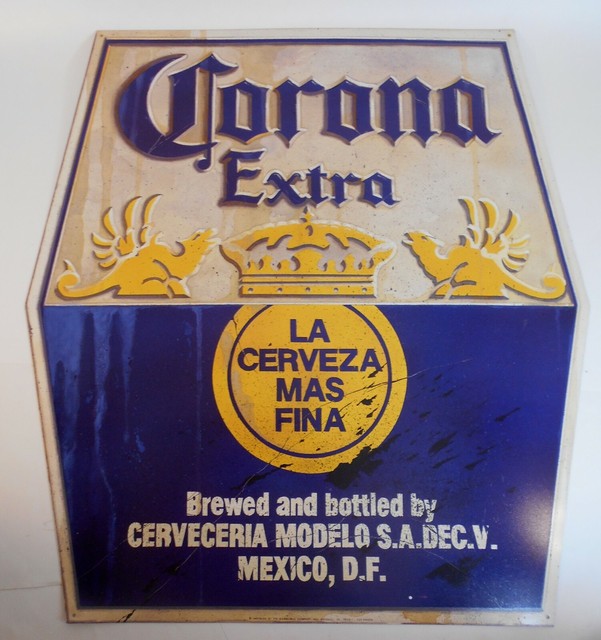 Corona
Extra
LA
CERVEZA
MAS
FINA
Brewed and bottled by
CERVECERIA MODELO S.A.DEC.V.
MEXICO, D.F.